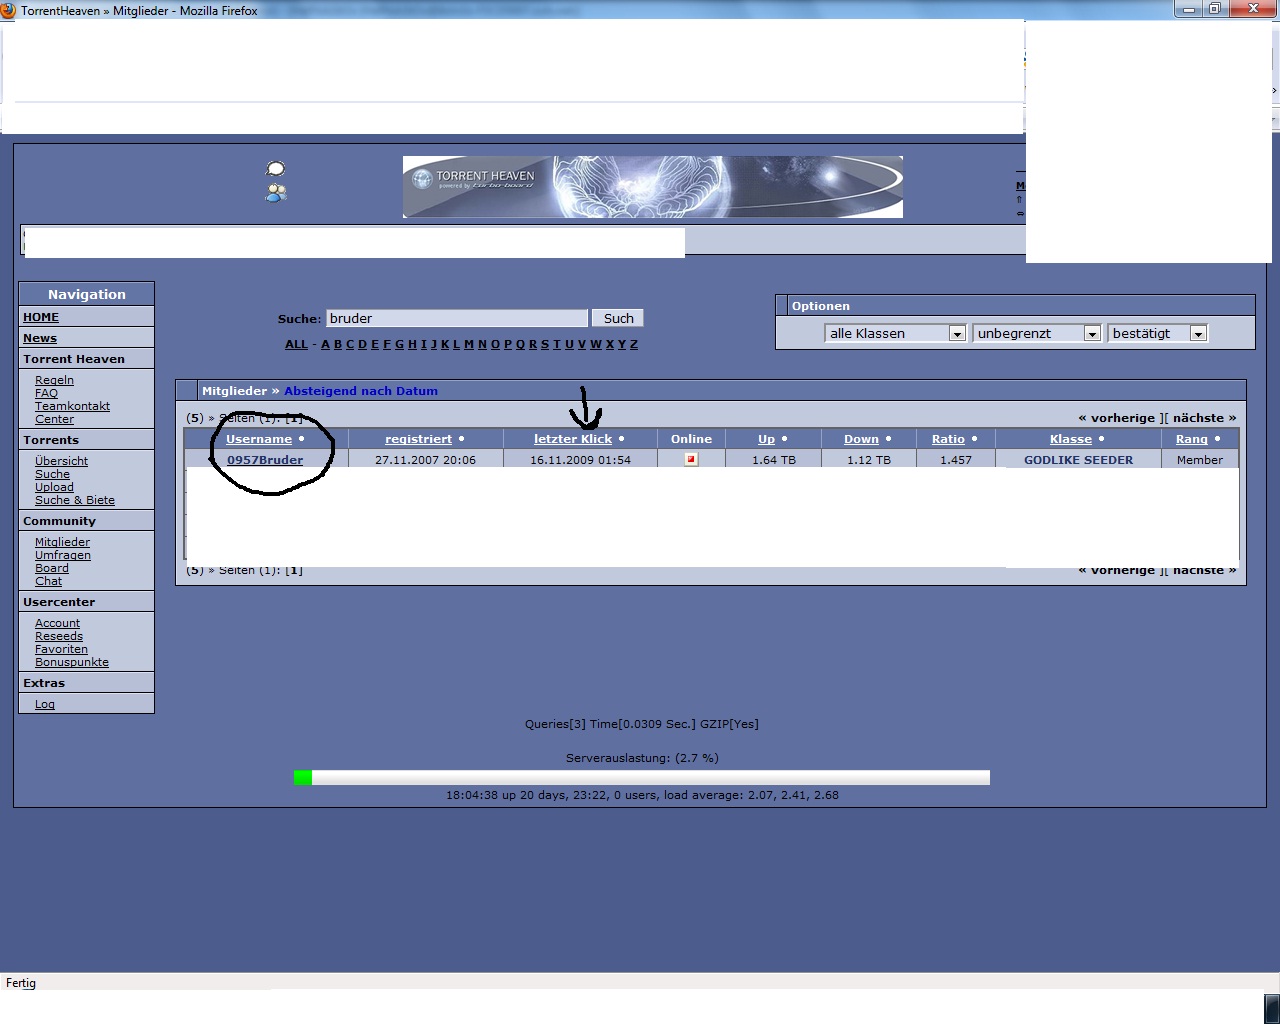 TorrentHeaven » Mitglieder - Mozilla Firefox
TORRENT HEAVEN
powered by turbo-board
Navigation
HOME
News
Torrent Heaven
Regeln
FAQ
Teamkontakt
Center
Torrents
Übersicht
Suche
Upload
Suche & Biete
Community
Mitglieder
Umfragen
Board
Chat
Usercenter
Account
Reseeds
Favoriten
Bonuspunkte
Extras
Log
Suche: bruder Such
ALL - A B C D E F G H I J K L M N O P Q R S T U V W X Y Z
Optionen
alle Klassen unbegrenzt bestätigt
Mitglieder » Absteigend nach Datum
(5) » Seiten (1): [1] « vorherige ][ nächste »
Username registriert letzter Klick Online Up Down Ratio Klasse Rang
0957Bruder 27.11.2007 20:06 16.11.2009 01:54 1.64 TB 1.12 TB 1.457 GODLIKE SEEDER Member
(5) » Seiten (1): [1] « vorherige ][ nächste »
Queries[3] Time[0.0309 Sec.] GZIP[Yes]
Serverauslastung: (2.7 %)
18:04:38 up 20 days, 23:22, 0 users, load average: 2.07, 2.41, 2.68
Fertig